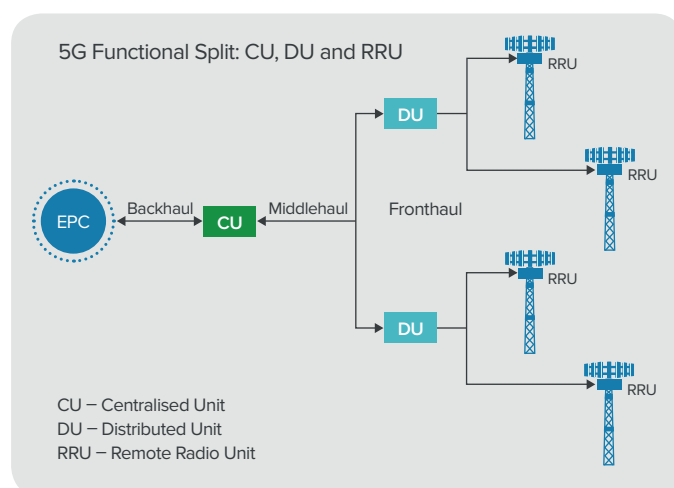 5G Functional Split: CU, DU and RRU
RRU
DU
RRU
EPC
Backhaul
CU
Middlehaul
Fronthaul
RRU
DU
RRU
CU – Centralised Unit
DU – Distributed Unit
RRU – Remote Radio Unit